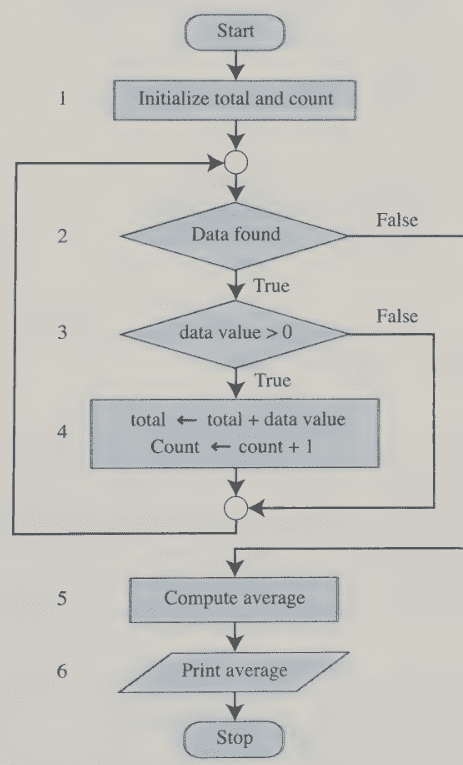 Start
1 Initialize total and count
2 Data found False
True
3 data value > 0 False
True
4 total ← total + data value
Count ← count + 1
5 Compute average
6 Print average
Stop